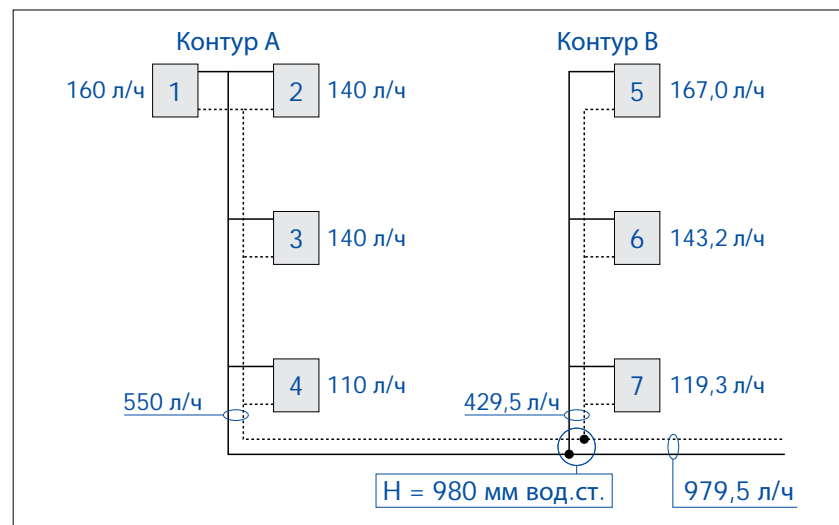 Контур А Контур В
160 л/ч 1 2 140 л/ч 5 167,0 л/ч
3 140 л/ч 6 143,2 л/ч
4 110 л/ч 7 119,3 л/ч
550 л/ч 429,5 л/ч
H = 980 мм вод.ст. 979,5 л/ч